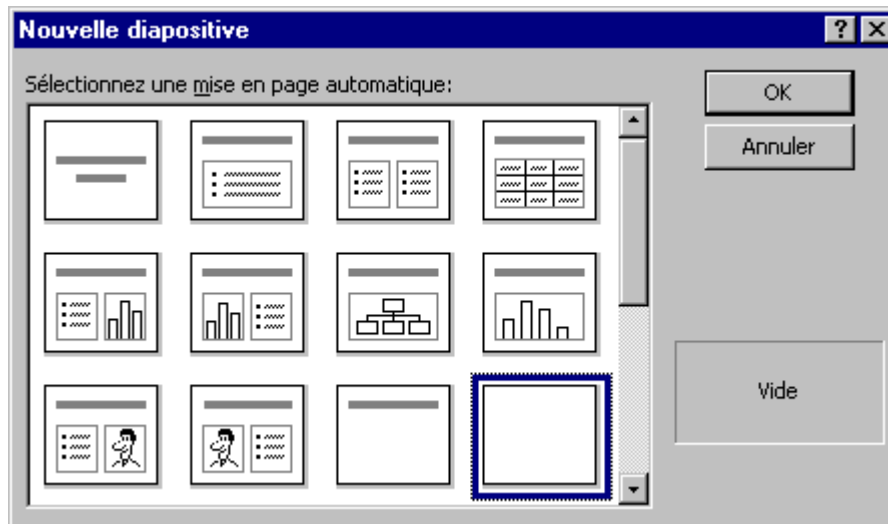 Nouvelle diapositive
Sélectionnez une mise en page automatique:
OK
Annuler
Vide